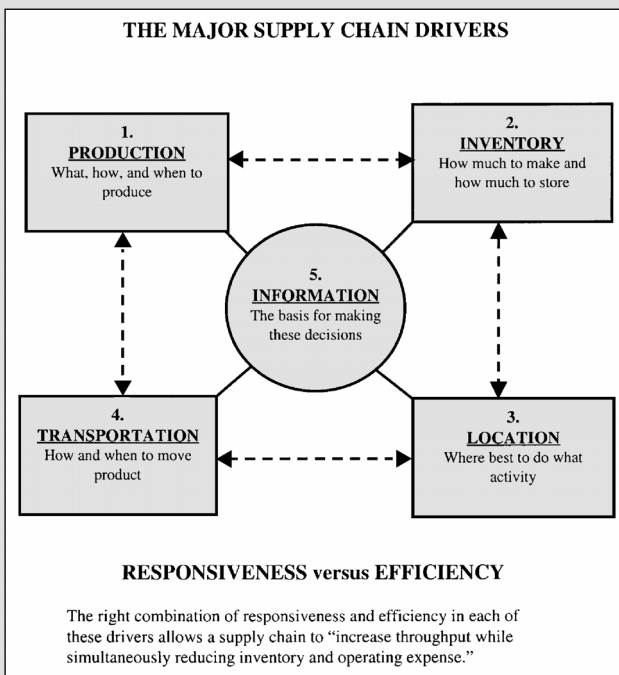 THE MAJOR SUPPLY CHAIN DRIVERS
1.
PRODUCTION
What, how, and when to
produce
2.
INVENTORY
How much to make and
how much to store
5.
INFORMATION
The basis for making
these decisions
4.
TRANSPORTATION
How and when to move
product
3.
LOCATION
Where best to do what
activity
RESPONSIVENESS versus EFFICIENCY
The right combination of responsiveness and efficiency in each of
these drivers allows a supply chain to “increase throughput while
simultaneously reducing inventory and operating expense.”